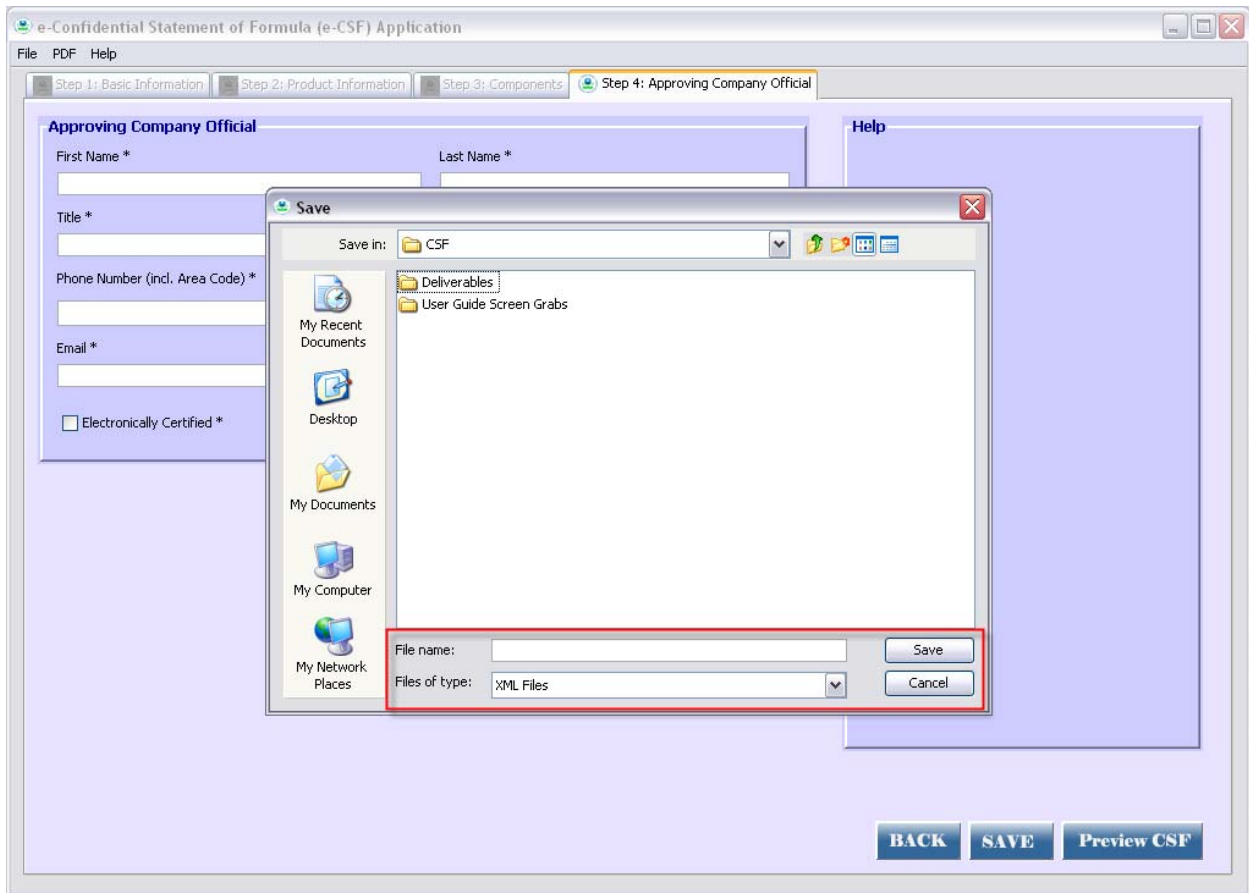 e-Confidential Statement of Formula (e-CSF) Application
File PDF Help
Step 1: Basic Information Step 2: Product Information Step 3: Components Step 4: Approving Company Official
Approving Company Official
First Name *
Last Name *
Title *
Phone Number (incl. Area Code) *
Email *
Electronically Certified *
Help
Save
Save in: CSF
My Recent
Documents
Desktop
My Documents
My Computer
My Network
Places
Deliverables
User Guide Screen Grabs
File name:
Save
Files of type: XML Files
Cancel
BACK SAVE Preview CSF